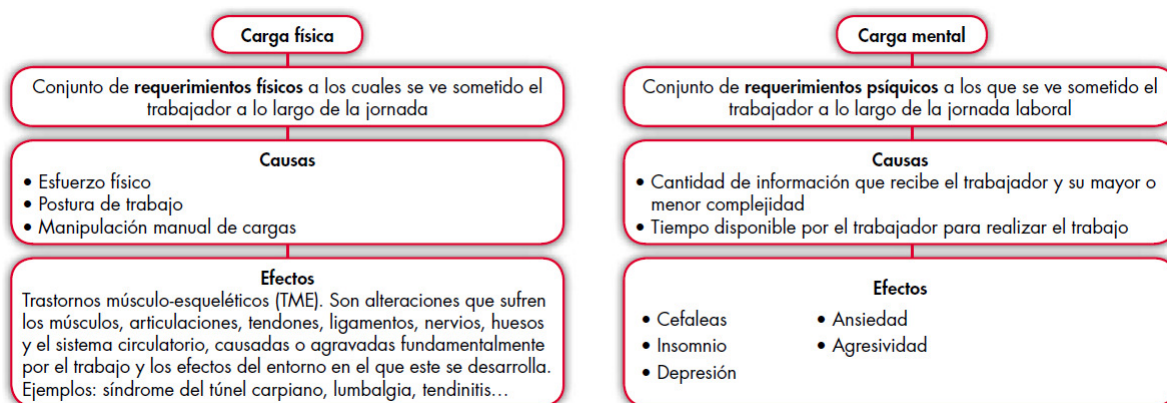 Carga física
Conjunto de requerimientos físicos a los cuales se ve sometido el
trabajador a lo largo de la jornada
Causas
• Esfuerzo físico
• Postura de trabajo
• Manipulación manual de cargas
Efectos
Trastornos músculo-esqueléticos (TME). Son alteraciones que sufren
los músculos, articulaciones, tendones, ligamentos, nervios, huesos
y el sistema circulatorio, causadas o agravadas fundamentalmente
por el trabajo y los efectos del entorno en el que este se desarrolla.
Ejemplos: síndrome del túnel carpiano, lumbalgia, tendinitis…
Carga mental
Conjunto de requerimientos psíquicos a los que se ve sometido el
trabajador a lo largo de la jornada laboral
Causas
• Cantidad de información que recibe el trabajador y su mayor o
menor complejidad
• Tiempo disponible por el trabajador para realizar el trabajo
Efectos
• Cefaleas
• Insomnio
• Depresión
• Ansiedad
• Agresividad